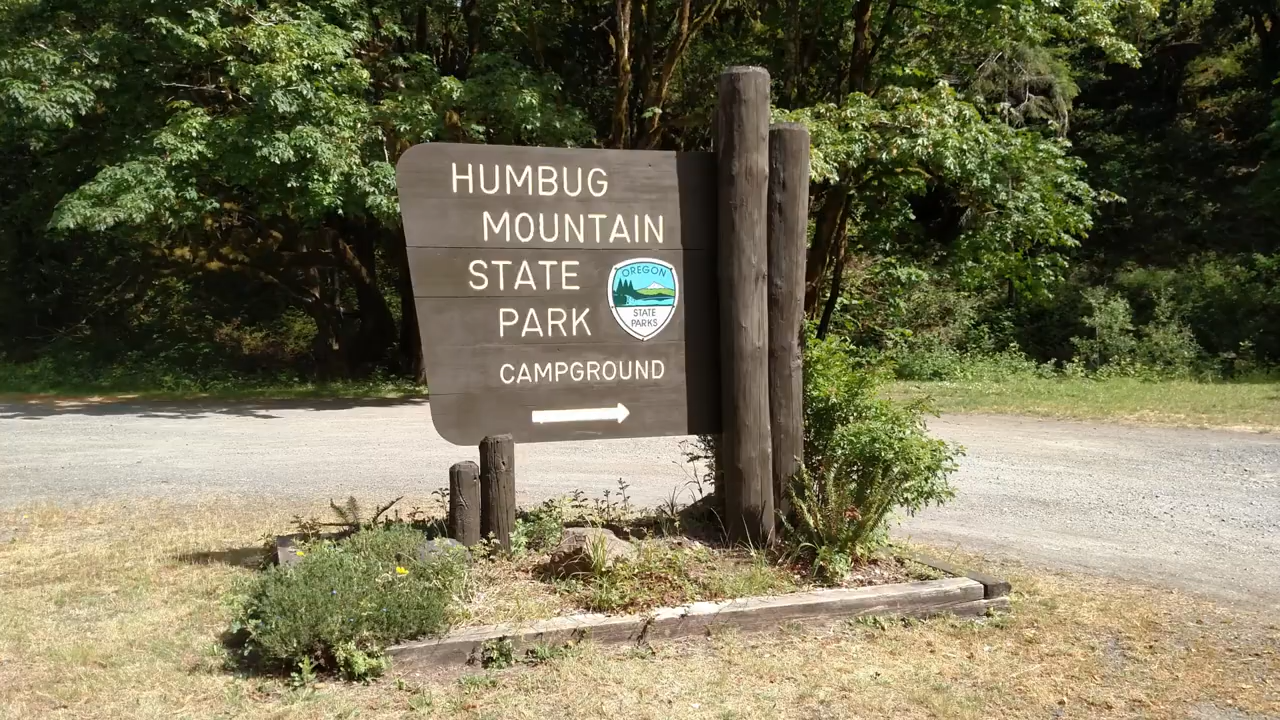 HUMBUG
MOUNTAIN
STATE
PARK
OREGON
STATE
PARKS
CAMPGROUND